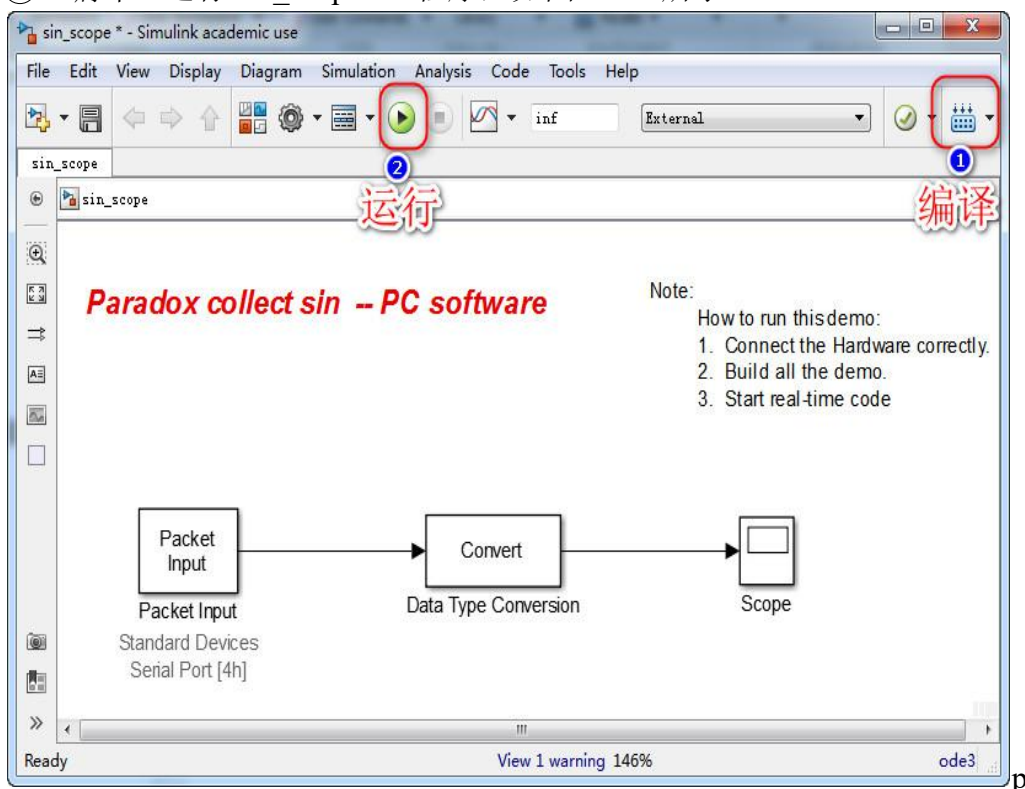 sin_scope * - Simulink academic use
File Edit View Display Diagram Simulation Analysis Code Tools Help
inf External
sin_scope
2 1
sin_scope
运行 编译
Paradox collect sin -- PC software
Note:
How to run this demo:
1. Connect the Hardware correctly.
2. Build all the demo.
3. Start real-time code
Packet
Input
Convert
Packet Input
Data Type Conversion
Scope
Standard Devices
Serial Port [4h]
Ready View 1 warning 146% ode3
p